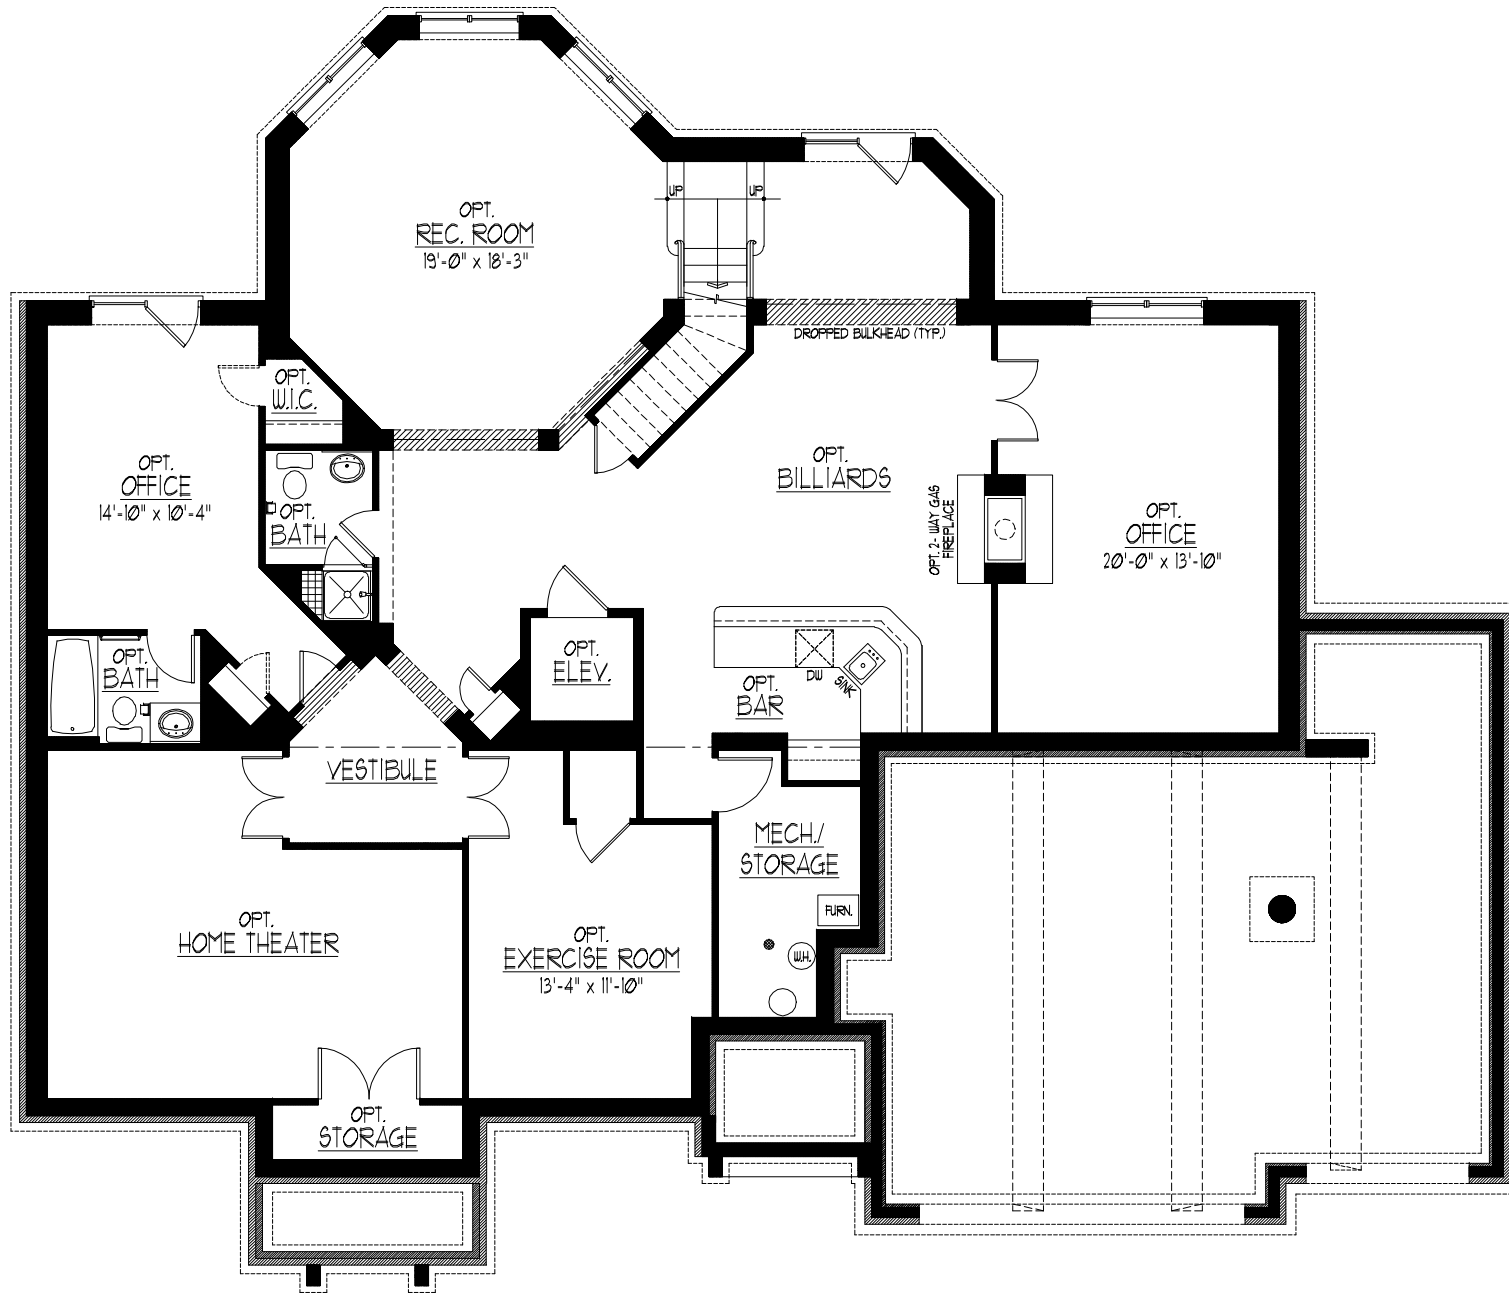 UP
UP
OPT.
REC. ROOM
19'-0" x 18'-3"
DROPPED BULKHEAD (TYP.)
OPT.
W.I.C.
OPT.
OFFICE
14'-10" x 10'-4"
OPT.
BATH
OPT.
BILLIARDS
OPT. 2- WAY GAS
FIREPLACE
OPT.
OFFICE
20'-0" x 13'-10"
OPT.
BATH
OPT.
ELEV.
DW
SINK
OPT.
BAR
VESTIBULE
MECH./
STORAGE
FURN.
W.H.
OPT.
HOME THEATER
OPT.
EXERCISE ROOM
13'-4" x 11'-10"
OPT.
STORAGE